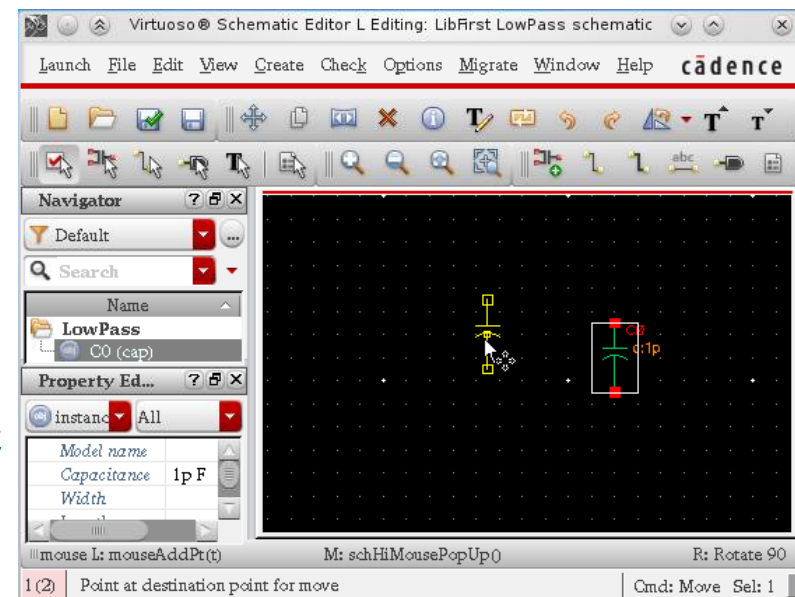 Virtuoso® Schematic Editor L Editing: LibFirst LowPass schematic
Launch File Edit View Create Check Options Migrate Window Help cādence
T T T
T abc
Navigator
Default
Search
Name
LowPass
C0 (cap)
C0
c:1p
Property Ed...
instanc All
Model name
Capacitance 1p F
Width
mouse L: mouseAddPt(t) M: schHiMousePopUp() R: Rotate 90
1(2) Point at destination point for move Cmd: Move Sel: 1